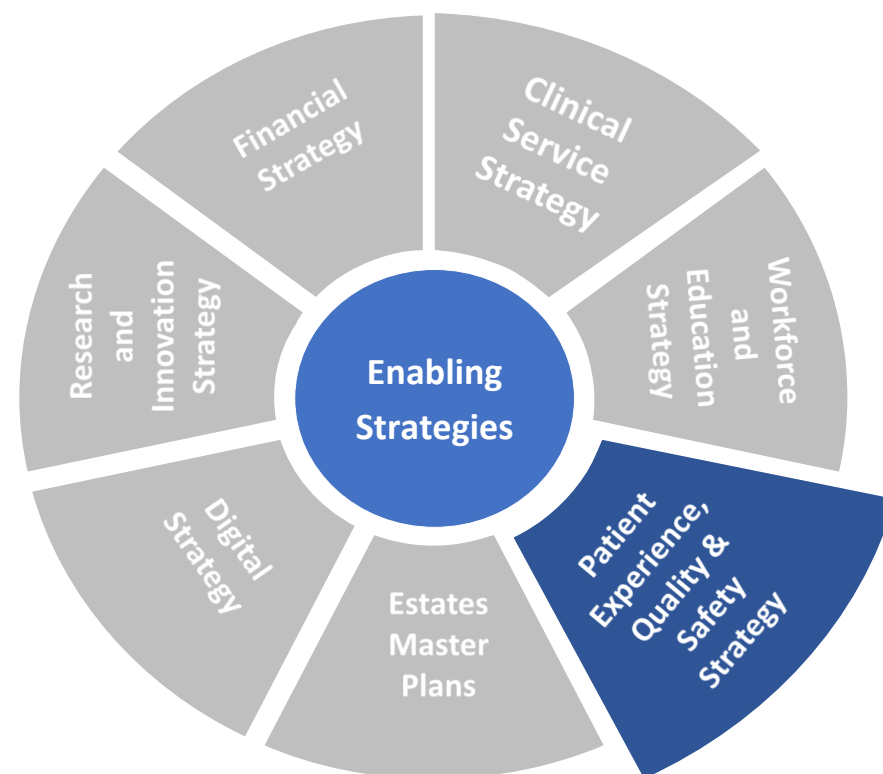 Financial
Strategy
Clinical
Service
Strategy
Research
and
Innovation
Strategy
Workforce
and
Education
Strategy
Enabling
Strategies
Digital
Strategy
Estates
Master
Plans
Patient
Experience,
Quality &
Safety
Strategy